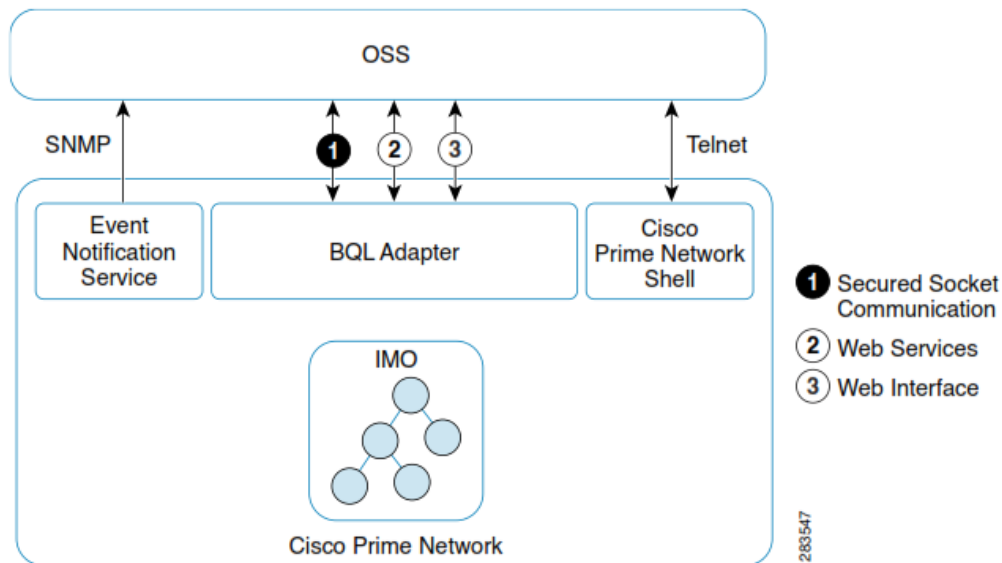 OSS
SNMP
1
2
3
Telnet
Event
Notification
Service
BQL Adapter
Cisco
Prime Network
Shell
1 Secured Socket
Communication
2 Web Services
3 Web Interface
IMO
Cisco Prime Network
283547